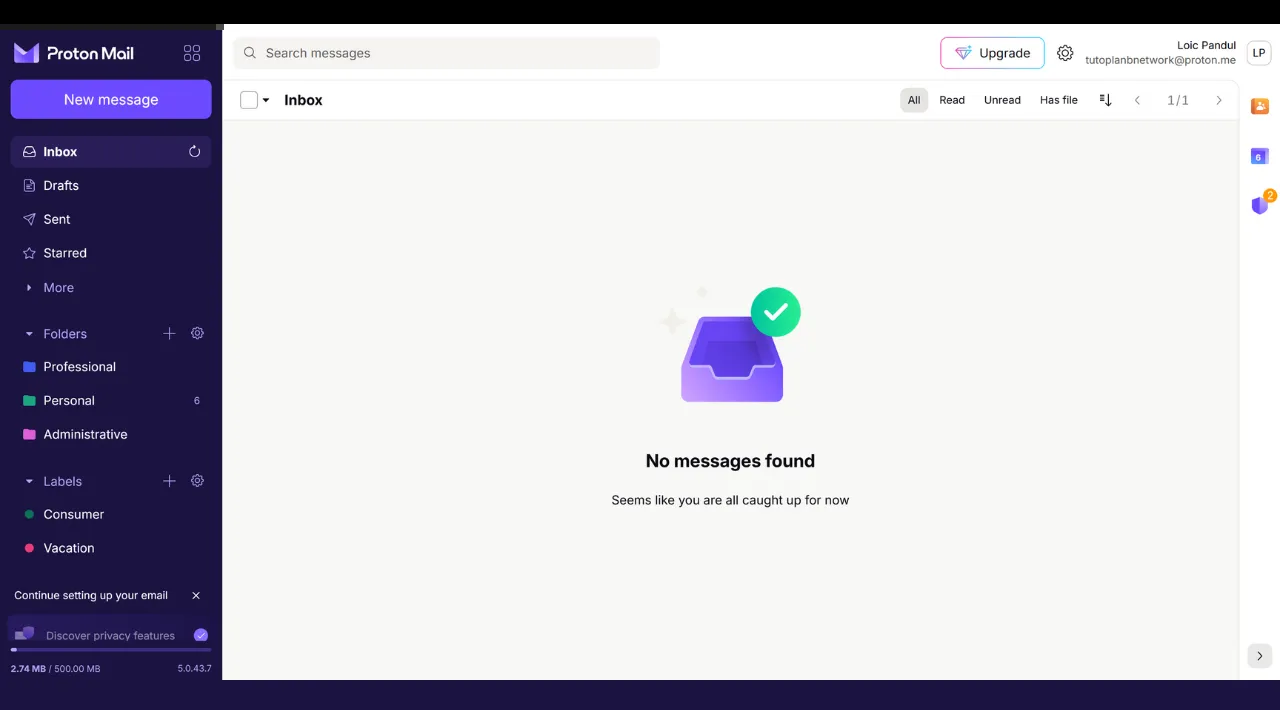 Proton Mail
Search messages
Upgrade
Loic Pandul
tutoplanbnetwork@proton.me
LP
New message
Inbox
All
Read
Unread
Has file
1/1
Inbox
Drafts
Sent
Starred
More
Folders
Professional
Personal
6
Administrative
Labels
Consumer
Vacation
Continue setting up your email
Discover privacy features
2.74 MB / 500.00 MB
5.0.43.7
No messages found
Seems like you are all caught up for now
6
2